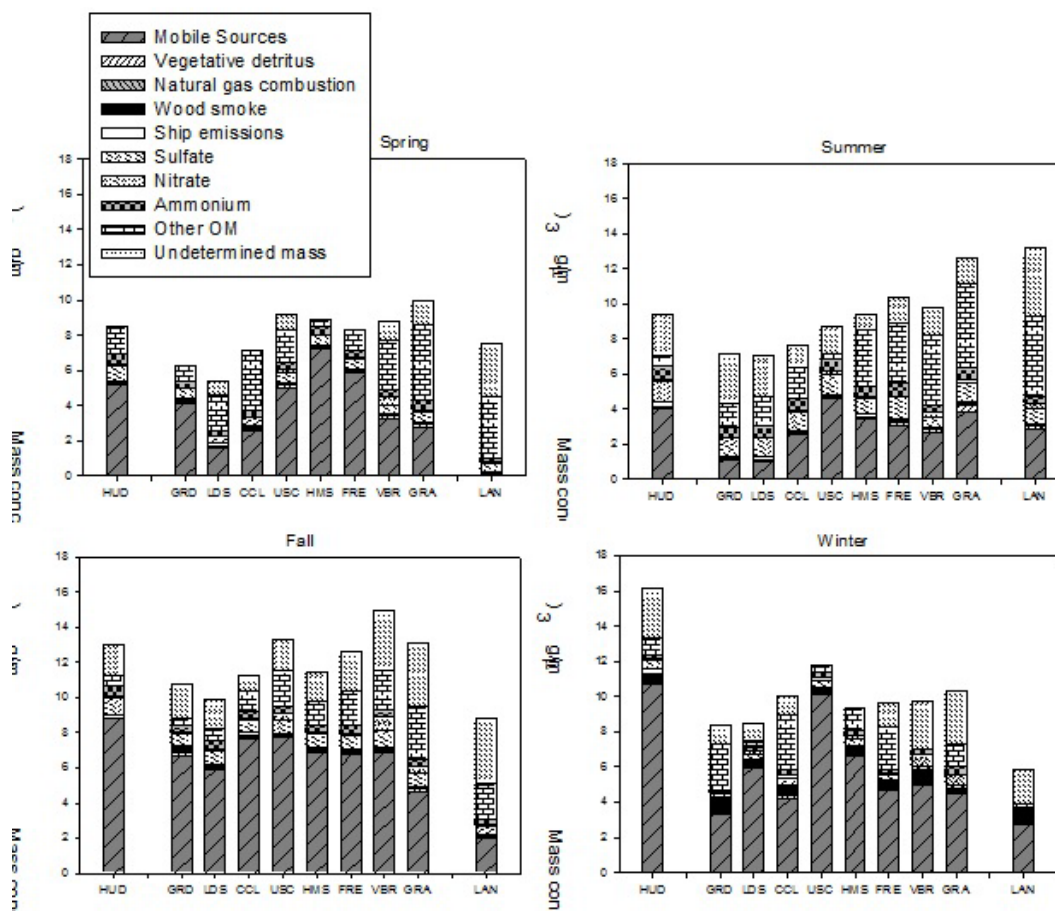 Mobile Sources
Vegetative detritus
Natural gas combustion
Wood smoke
Ship emissions
Sulfate
Nitrate
Ammonium
Other OM
Undetermined mass
Spring
18
16
14
12
10
8
6
4
2
0
HUD GRD LDS CCL USC HMS FRE VBR GRA LAN
Summer
18
16
14
12
10
8
6
4
2
0
Mass con
HUD GRD LDS CCL USC HMS FRE VBR GRA LAN
Fall
18
16
14
12
10
8
6
4
2
0
Mass con
HUD GRD LDS CCL USC HMS FRE VBR GRA LAN
Winter
18
16
14
12
10
8
6
4
2
0
Mass con
HUD GRD LDS CCL USC HMS FRE VBR GRA LAN